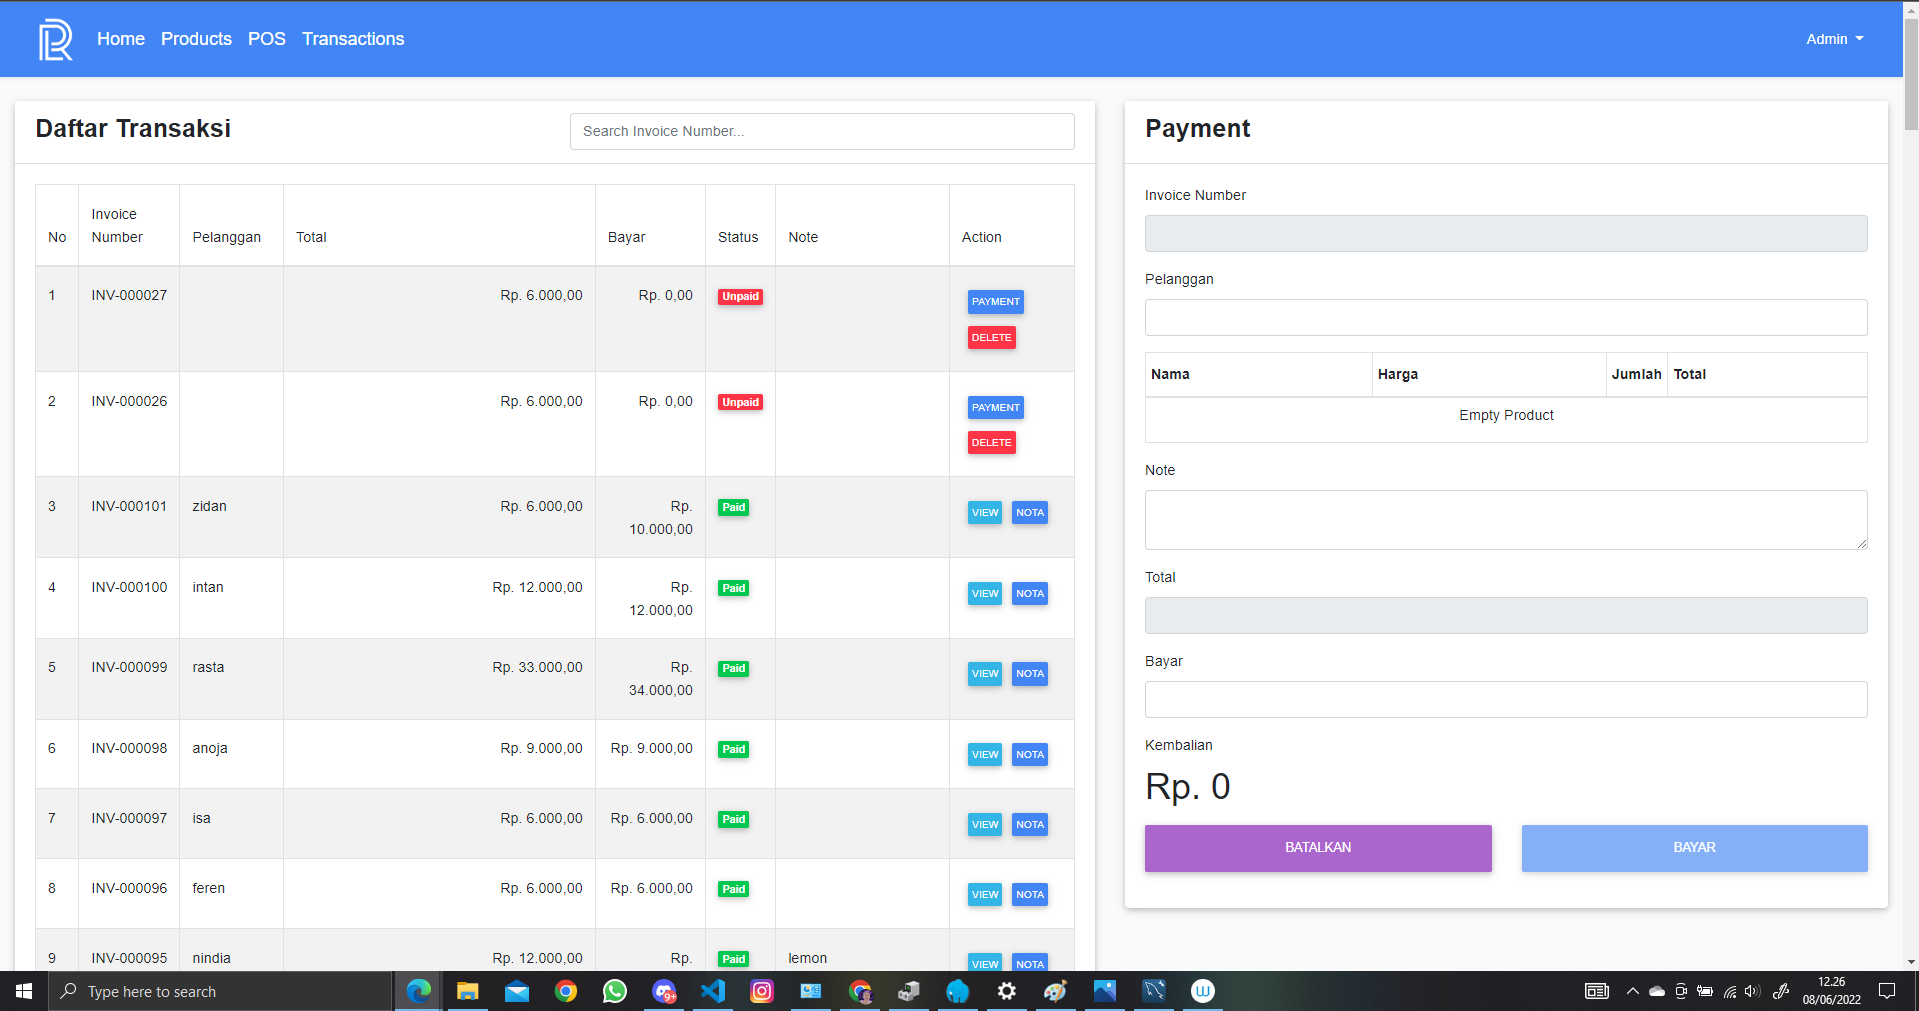 Home Products POS Transactions Admin
Daftar Transaksi
Search Invoice Number...
No Invoice Number Pelanggan Total Bayar Status Note Action
1 INV-000027 Rp. 6.000,00 Rp. 0,00 Unpaid PAYMENT
DELETE
2 INV-000026 Rp. 6.000,00 Rp. 0,00 Unpaid PAYMENT
DELETE
3 INV-000101 zidan Rp. 6.000,00 Rp. 10.000,00 Paid VIEW NOTA
4 INV-000100 intan Rp. 12.000,00 Rp. 12.000,00 Paid VIEW NOTA
5 INV-000099 rasta Rp. 33.000,00 Rp. 34.000,00 Paid VIEW NOTA
6 INV-000098 anoja Rp. 9.000,00 Rp. 9.000,00 Paid VIEW NOTA
7 INV-000097 isa Rp. 6.000,00 Rp. 6.000,00 Paid VIEW NOTA
8 INV-000096 feren Rp. 6.000,00 Rp. 6.000,00 Paid VIEW NOTA
9 INV-000095 nindia Rp. 12.000,00 Rp. Paid lemon VIEW NOTA
Payment
Invoice Number
Pelanggan
Nama Harga Jumlah Total
Empty Product
Note
Total
Bayar
Kembalian
Rp. 0
BATALKAN BAYAR
Type here to search
9+
12.26
08/06/2022